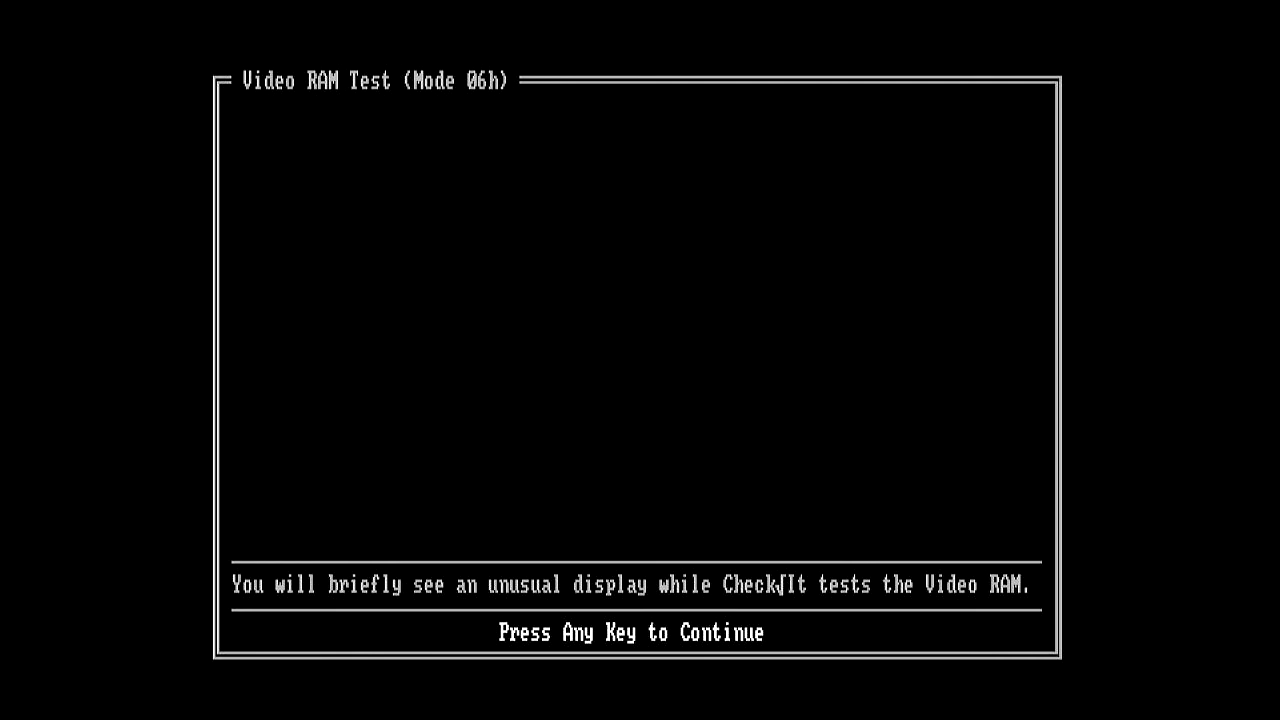 Video RAM Test (Mode 06h)
You will briefly see an unusual display while Check√It tests the Video RAM.
Press Any Key to Continue